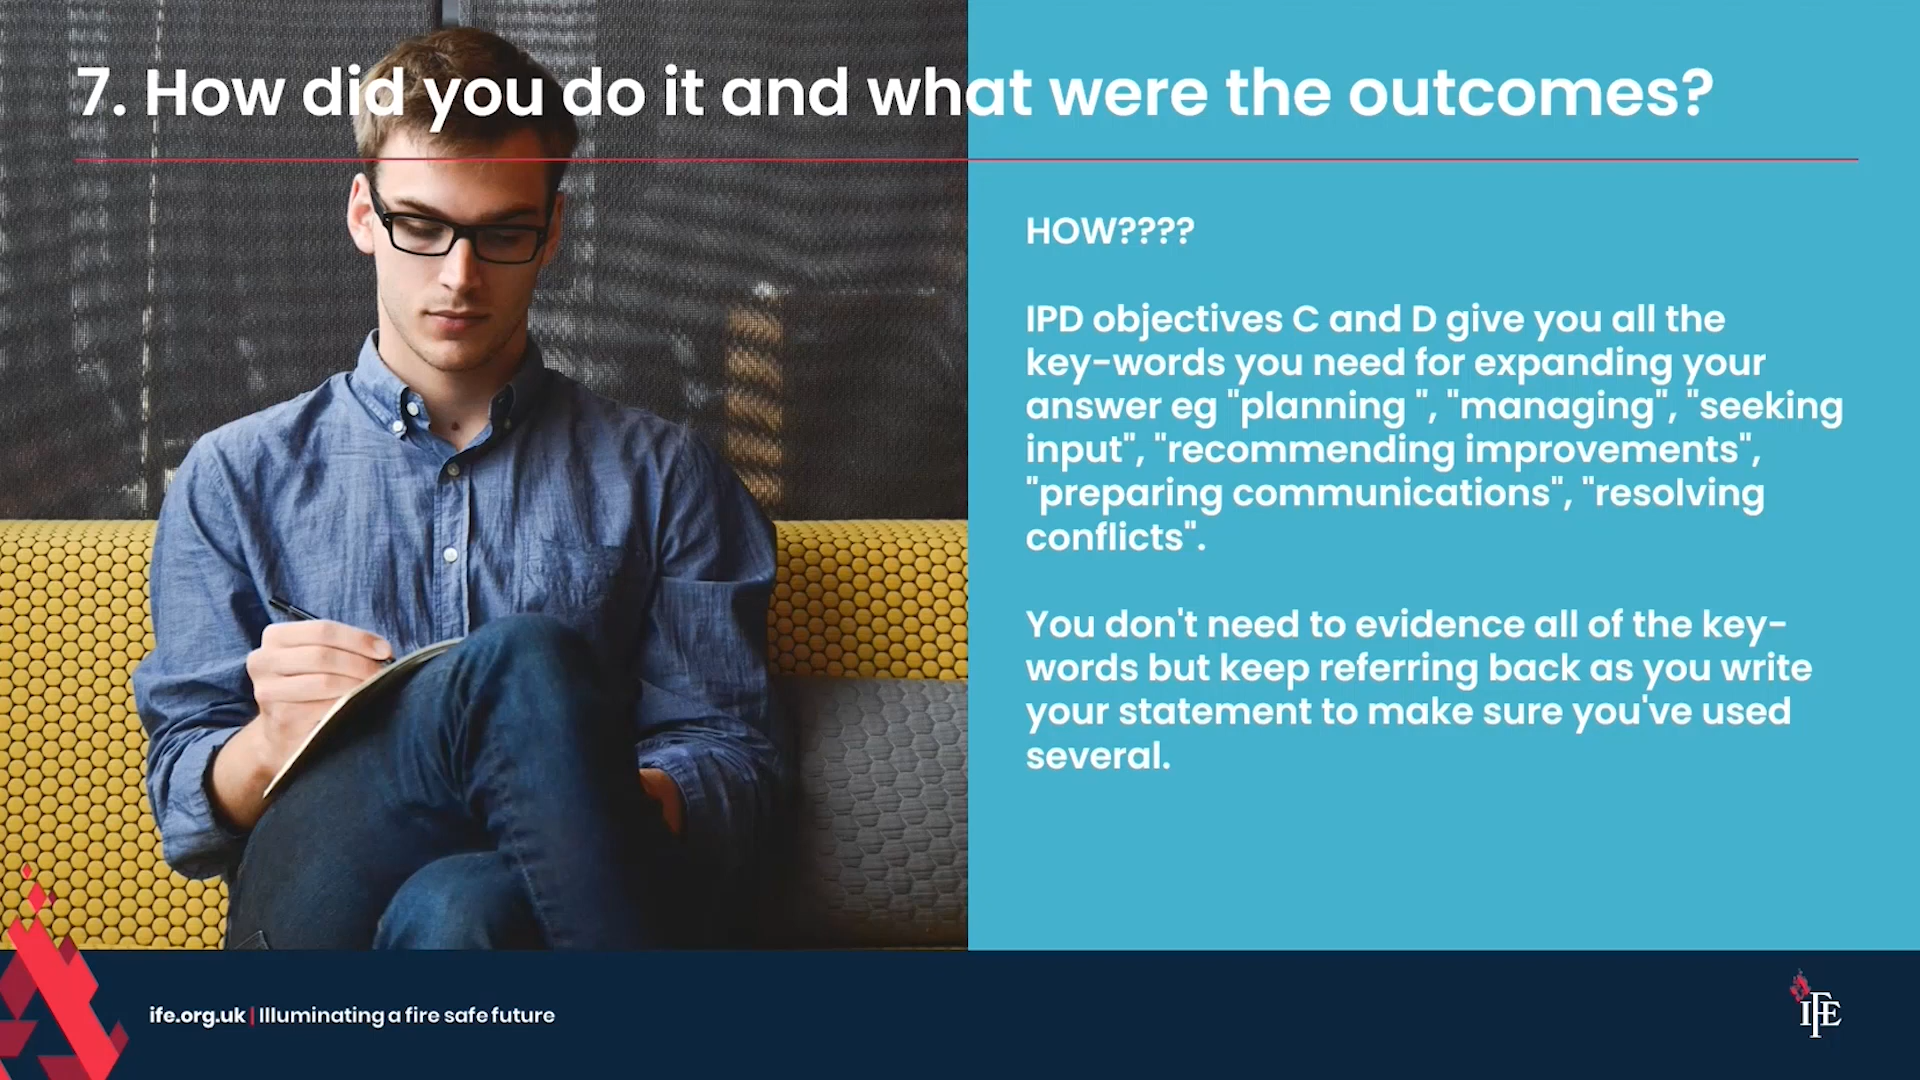 7. How did you do it and what were the outcomes?
HOW????
IPD objectives C and D give you all the
key-words you need for expanding your
answer eg "planning ", "managing", "seeking
input", "recommending improvements",
"preparing communications", "resolving
conflicts".
You don't need to evidence all of the key-
words but keep referring back as you write
your statement to make sure you've used
several.
ife.org.uk | Illuminating a fire safe future
IFE